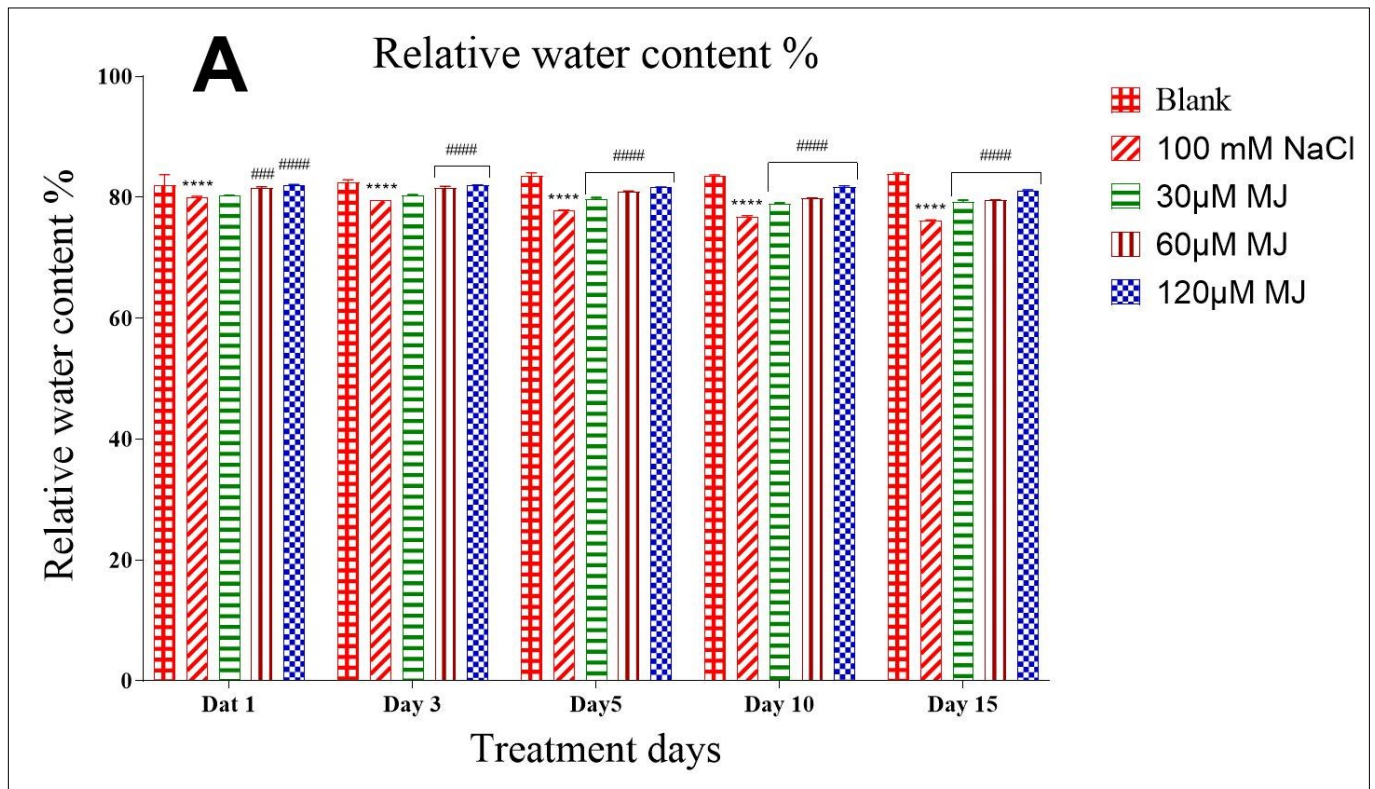 A
Relative water content %
Relative water content %
100
80
60
40
20
0
****
###
####
****
####
****
####
****
####
****
####
Dat 1
Day 3
Day5
Day 10
Day 15
Treatment days
Blank
100 mM NaCl
30µM MJ
60µM MJ
120µM MJ